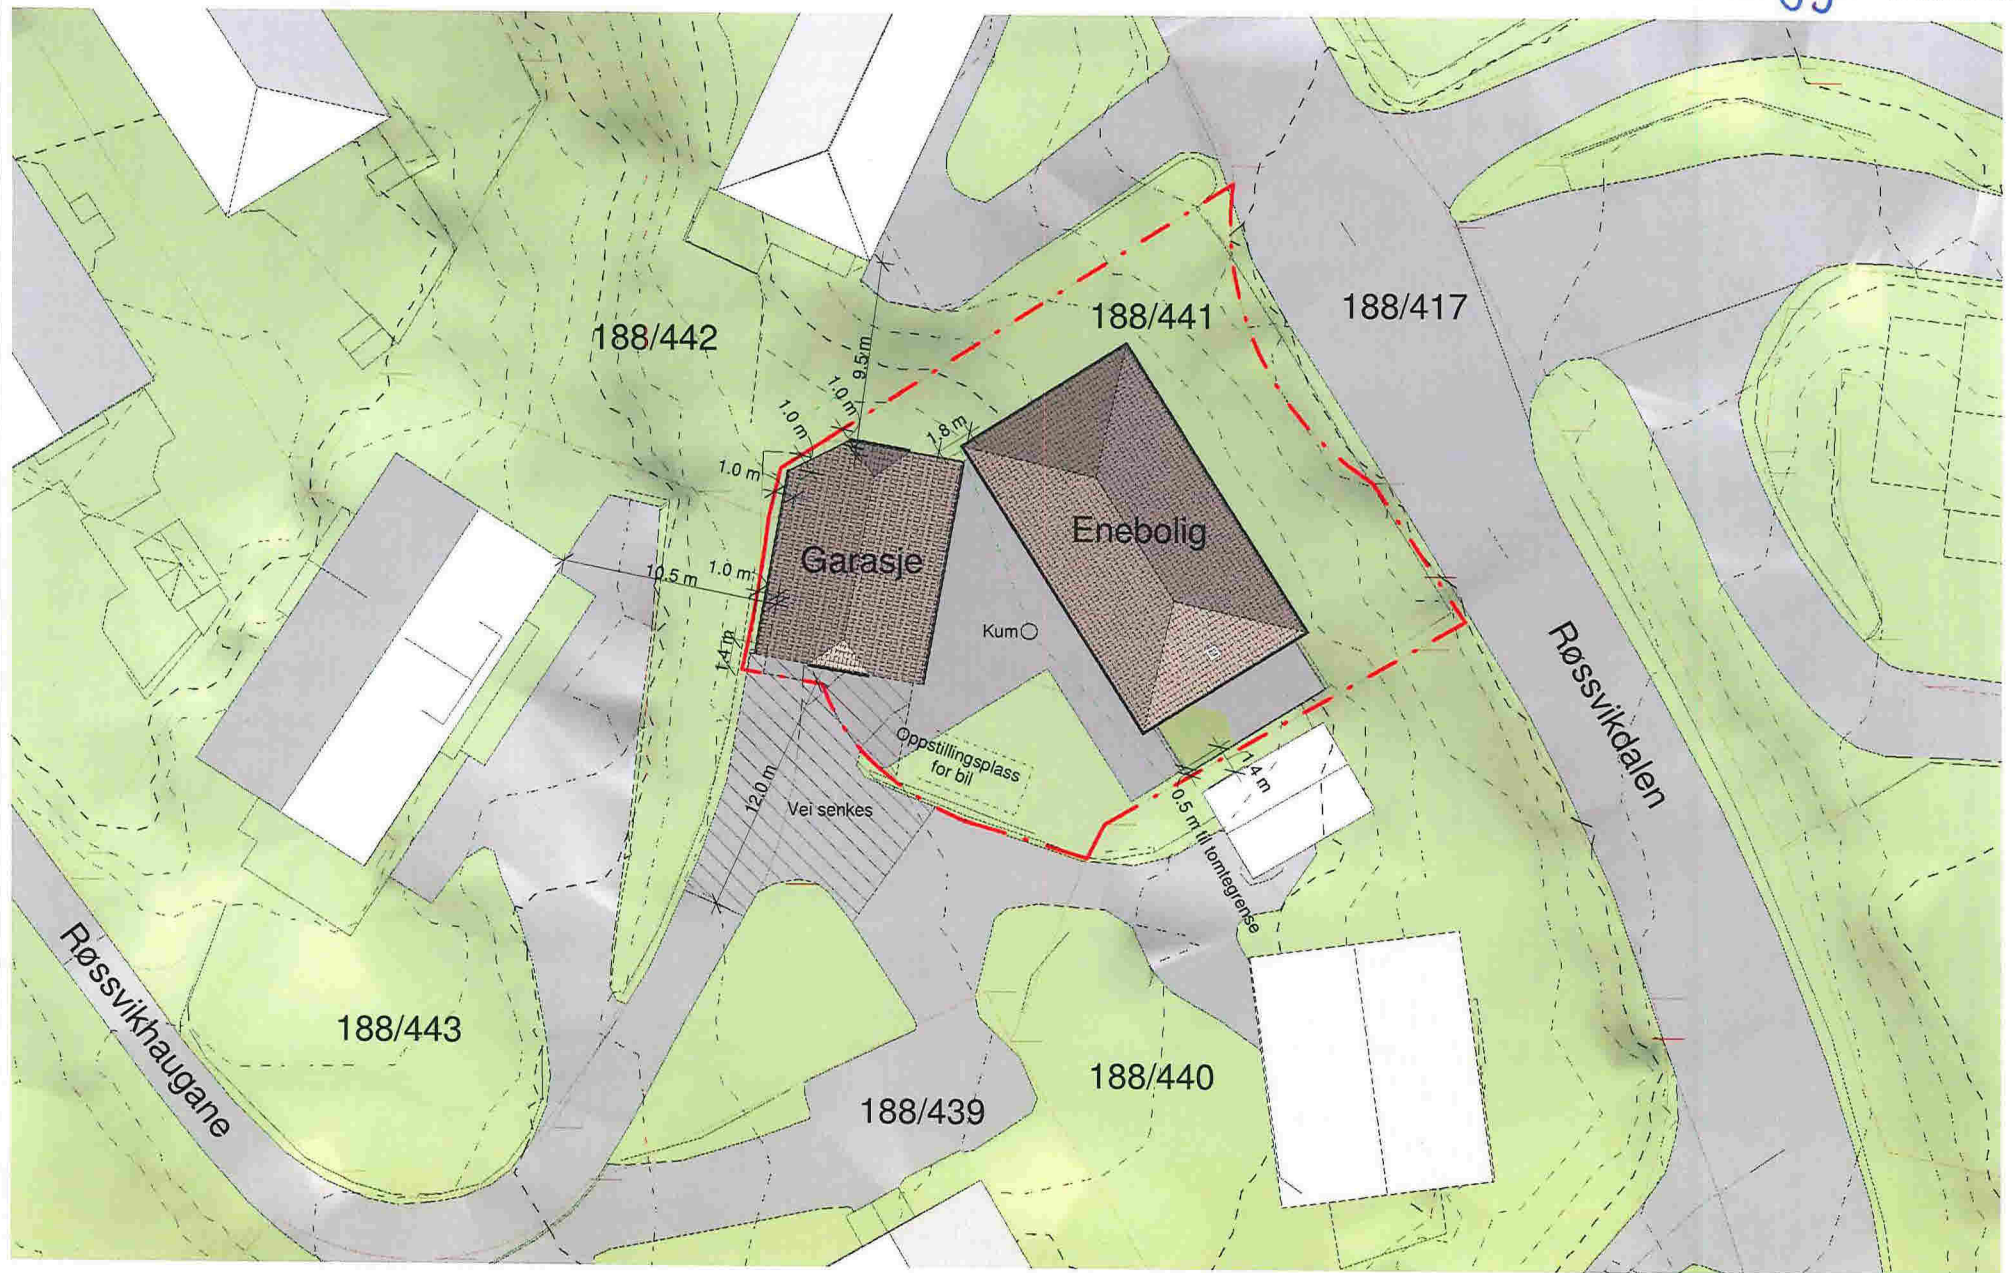 188/442
188/441
188/417
9.5 m
1.0 m
1.0 m
1.8 m
1.0 m
Enebolig
Garasje
10.5 m
1.0 m
Kum
1.4 m
Røssvikdalen
Oppstillingsplass
for bil
12.0 m
Vei senkes
1.4 m
0.5 m til tomtegrense
Røssvikhaugane
188/443
188/440
188/439